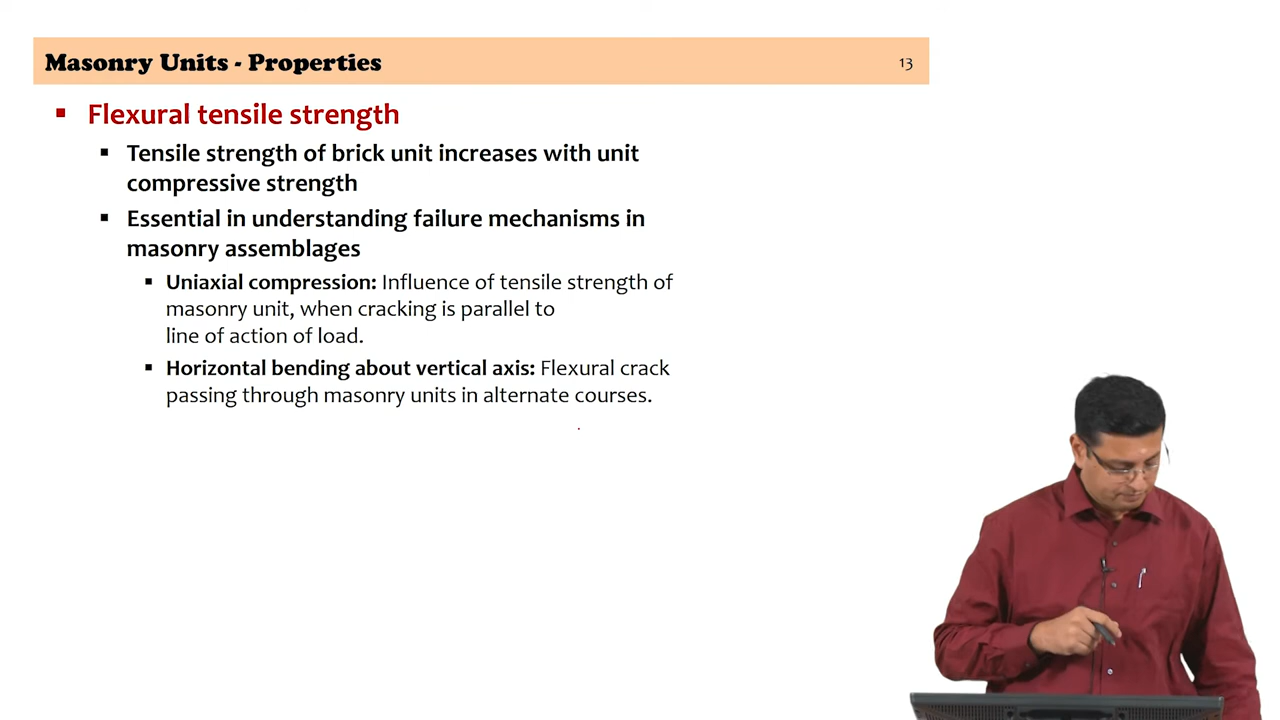 Masonry Units - Properties
13
▪ Flexural tensile strength
▪ Tensile strength of brick unit increases with unit
compressive strength
▪ Essential in understanding failure mechanisms in
masonry assemblages
▪ Uniaxial compression: Influence of tensile strength of
masonry unit, when cracking is parallel to
line of action of load.
▪ Horizontal bending about vertical axis: Flexural crack
passing through masonry units in alternate courses.